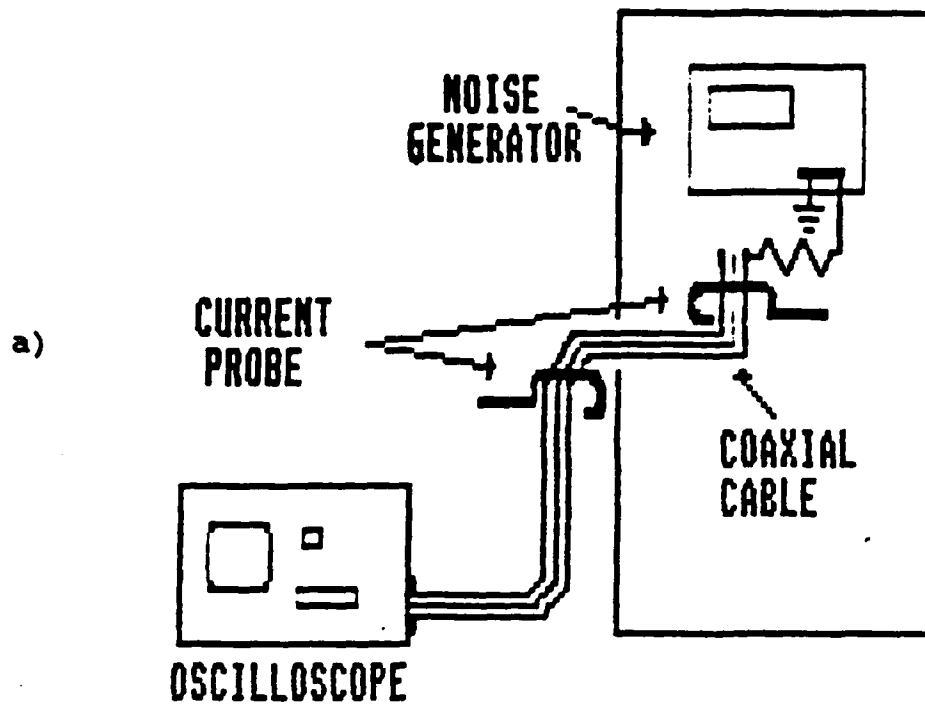 NOISE
GENERATOR
a)
CURRENT
PROBE
COAXIAL
CABLE
OSCILLOSCOPE